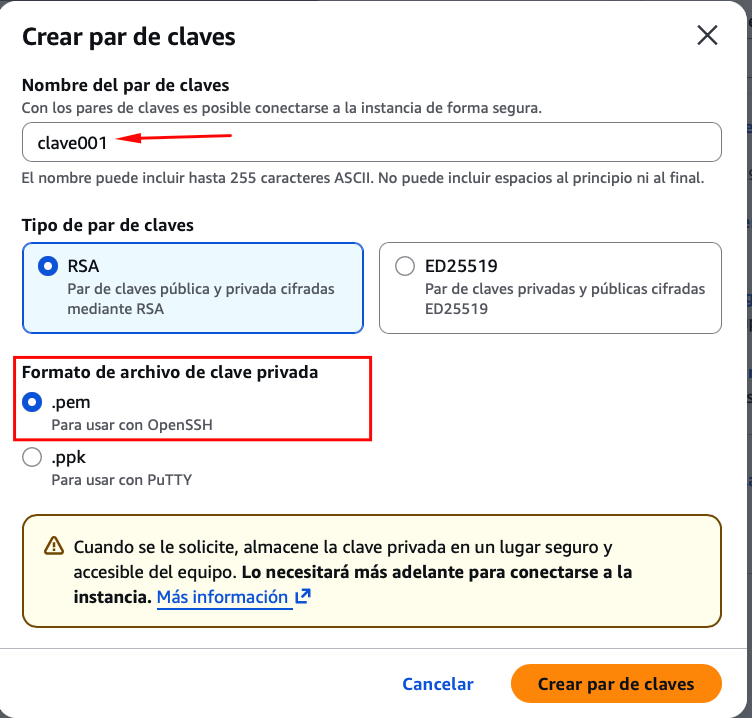 Crear par de claves
Nombre del par de claves
Con los pares de claves es posible conectarse a la instancia de forma segura.
clave001
El nombre puede incluir hasta 255 caracteres ASCII. No puede incluir espacios al principio ni al final.
Tipo de par de claves
RSA
Par de claves pública y privada cifradas
mediante RSA
ED25519
Par de claves privadas y públicas cifradas
ED25519
Formato de archivo de clave privada
.pem
Para usar con OpenSSH
.ppk
Para usar con PuTTY
Cuando se le solicite, almacene la clave privada en un lugar seguro y
accesible del equipo. Lo necesitará más adelante para conectarse a la
instancia. Más información
Cancelar
Crear par de claves